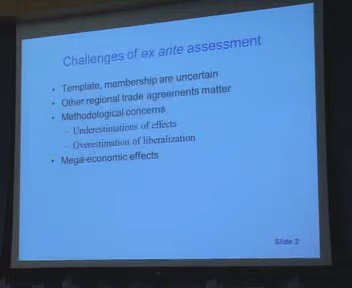 Challenges of ex ante assessment
• Template, membership are uncertain
• Other regional trade agreements matter
• Methodological concerns
– Underestimations of effects
– Overestimation of liberalization
• Mega-economic effects
Slide 2